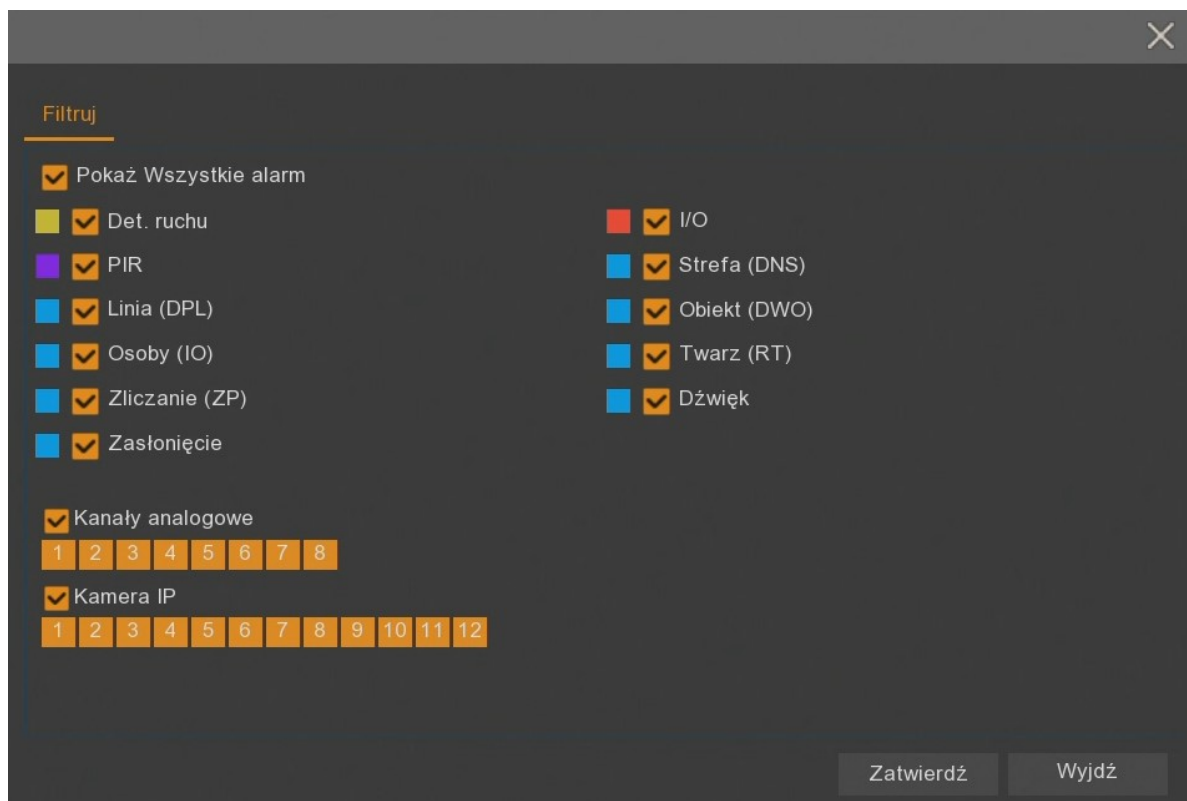 Filtruj
Pokaż Wszystkie alarm
Det. ruchu
I/O
PIR
Strefa (DNS)
Linia (DPL)
Obiekt (DWO)
Osoby (IO)
Twarz (RT)
Zliczanie (ZP)
Dźwięk
Zasłonięcie
Kanały analogowe
1 2 3 4 5 6 7 8
Kamera IP
1 2 3 4 5 6 7 8 9 10 11 12
Zatwierdź
Wyjdź